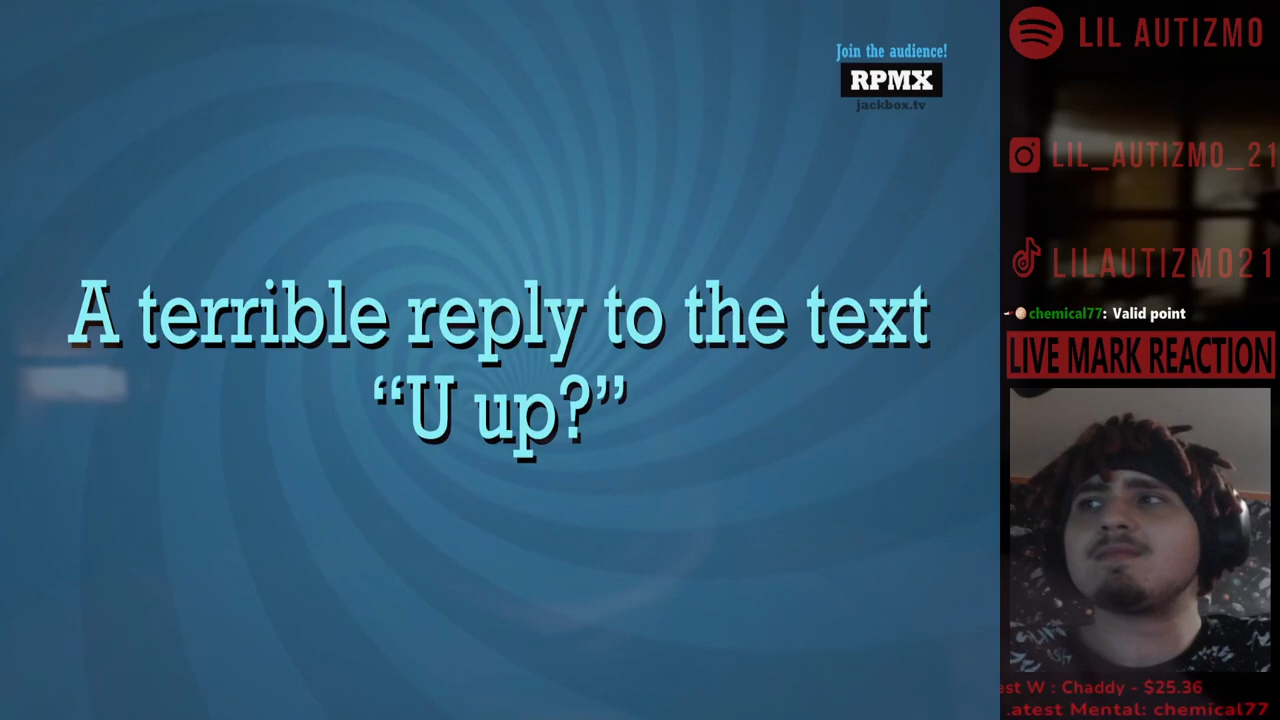 Join the audience!
RPMX
jackbox.tv
A terrible reply to the text
“U up?”
LIL AUTIZMO
LIL_AUTIZMO_21
LILAUTIZMO21
chemical77: Valid point
LIVE MARK REACTION
est W : Chaddy - $25.36
atest Mental: chemical77